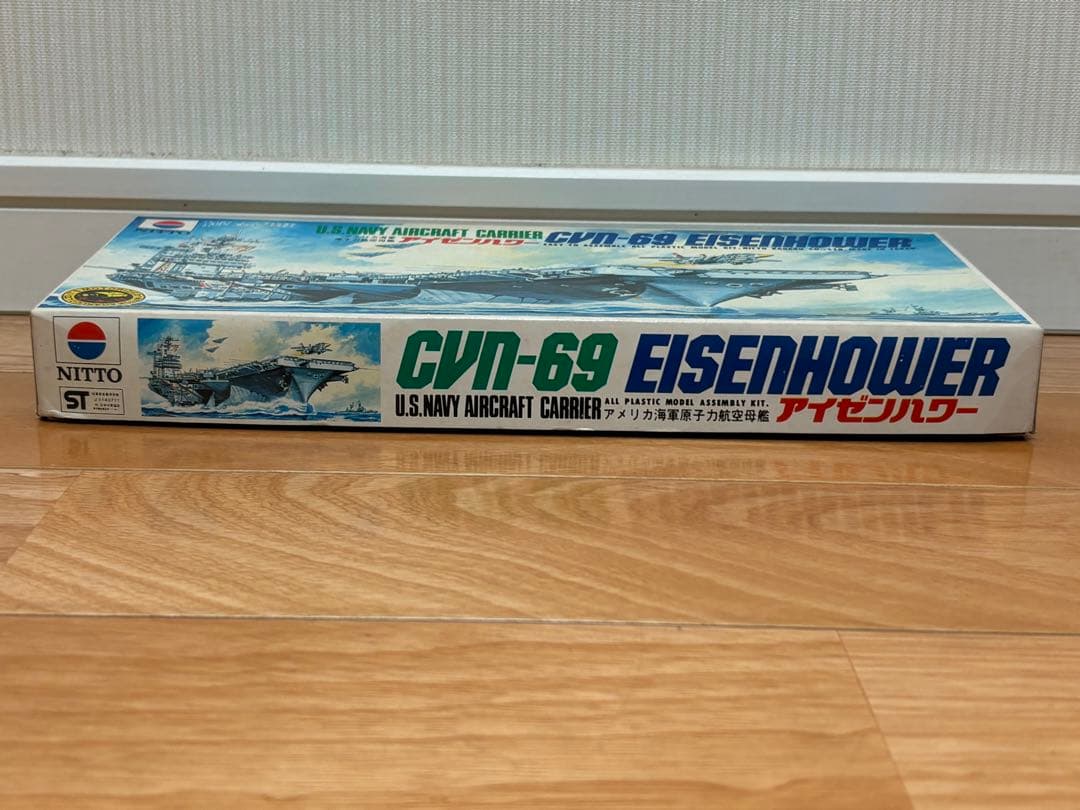 NITTO
U.S.NAVY AIRCRAFT CARRIER
アイゼンハワー
CVN-69 EISENHOWER
NITTO
ST
CVN-69 EISENHOWER
U.S.NAVY AIRCRAFT CARRIER
ALL PLASTIC MODEL ASSEMBLY KIT.
アメリカ海軍原子力航空母艦
アイゼンハワー